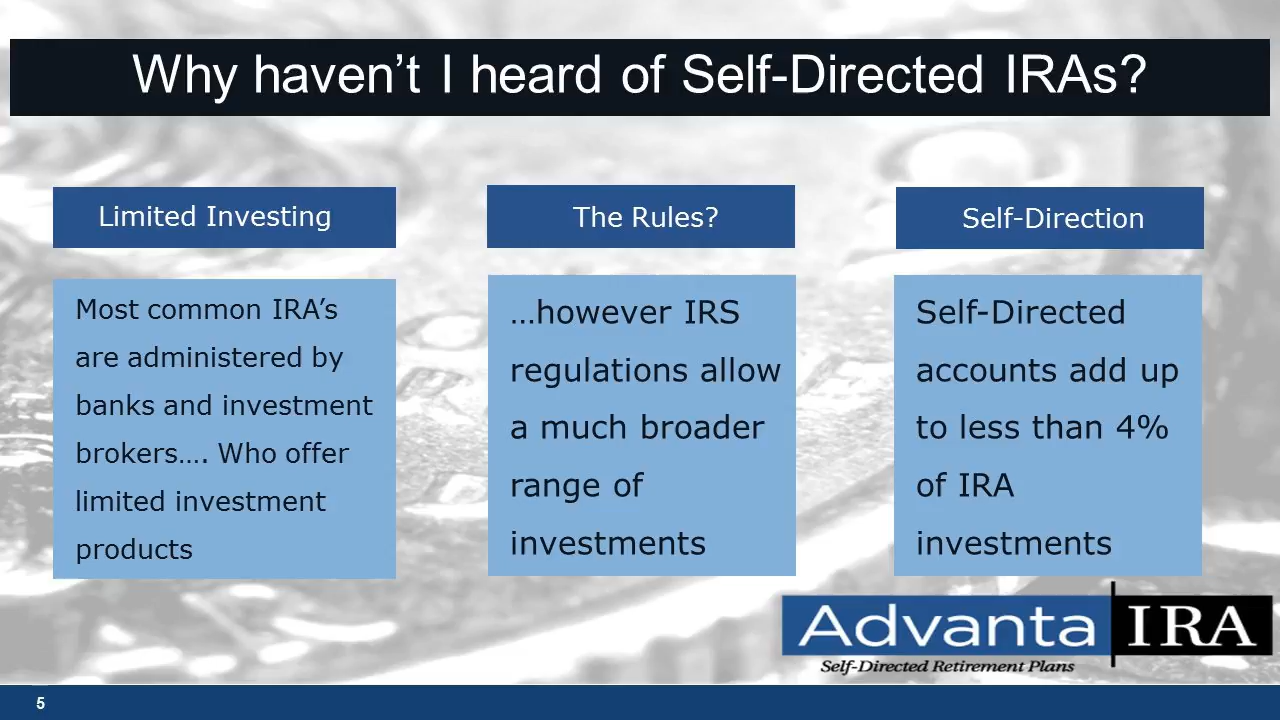 Why haven’t I heard of Self-Directed IRAs?
Limited Investing
Most common IRA’s
are administered by
banks and investment
brokers…. Who offer
limited investment
products
The Rules?
…however IRS
regulations allow
a much broader
range of
investments
Self-Direction
Self-Directed
accounts add up
to less than 4%
of IRA
investments
Advanta IRA
Self-Directed Retirement Plans
5